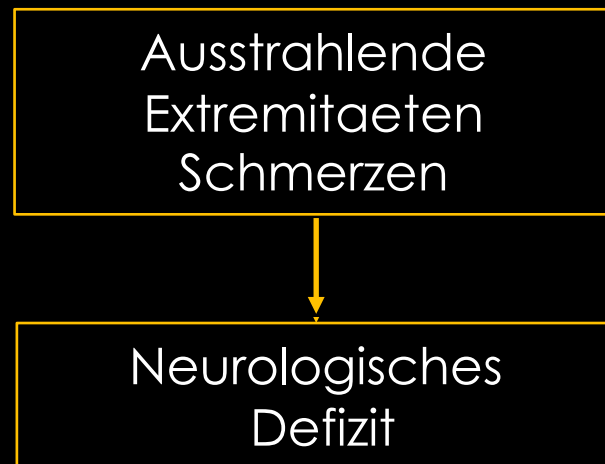 Ausstrahlende
Extremitaeten
Schmerzen
Neurologisches
Defizit